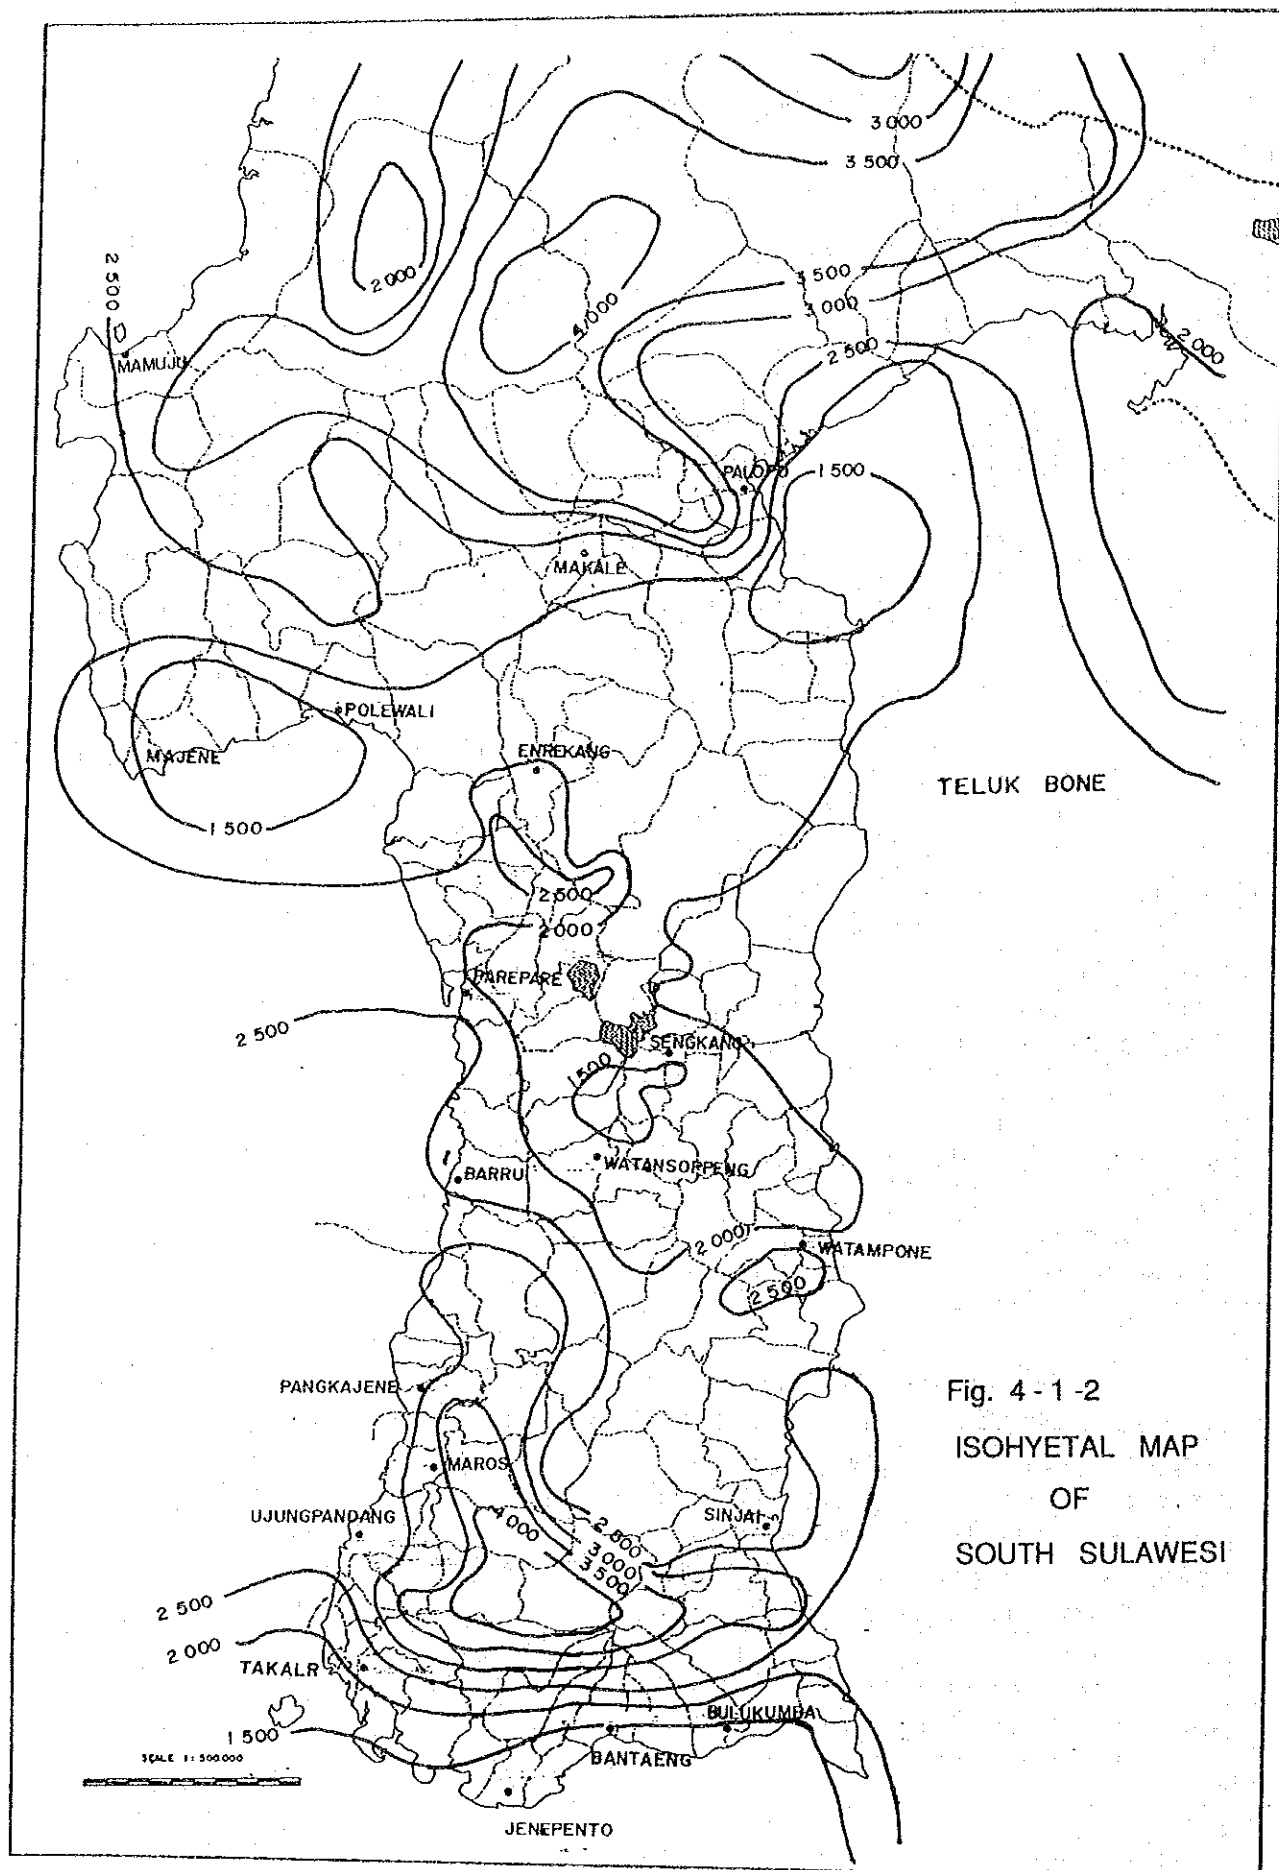 3 000
3 500
2 500
2 000
4 000
3 500
3 000
2 500
2 000
MAMUJU
PALOPO
1 500
MAKALE
POLEWALI
MAJENE
ENREKANG
TELUK BONE
1 500
2 500
2 000
PAREPARE
2 500
SENGKANG
1 500
BARRU
WATANSOPPENG
2 000
WATAMPONE
2 500
PANGKAJENE
Fig. 4-1-2
ISOHYETAL MAP
OF
SOUTH SULAWESI
MAROS
UJUNGPANDANG
4 000
2 500
3 000
3 500
SINJAI
2 500
2 000
TAKALR
1 500
BULUKUMBA
BANTAENG
SCALE 1:500.000
JENEPENTO